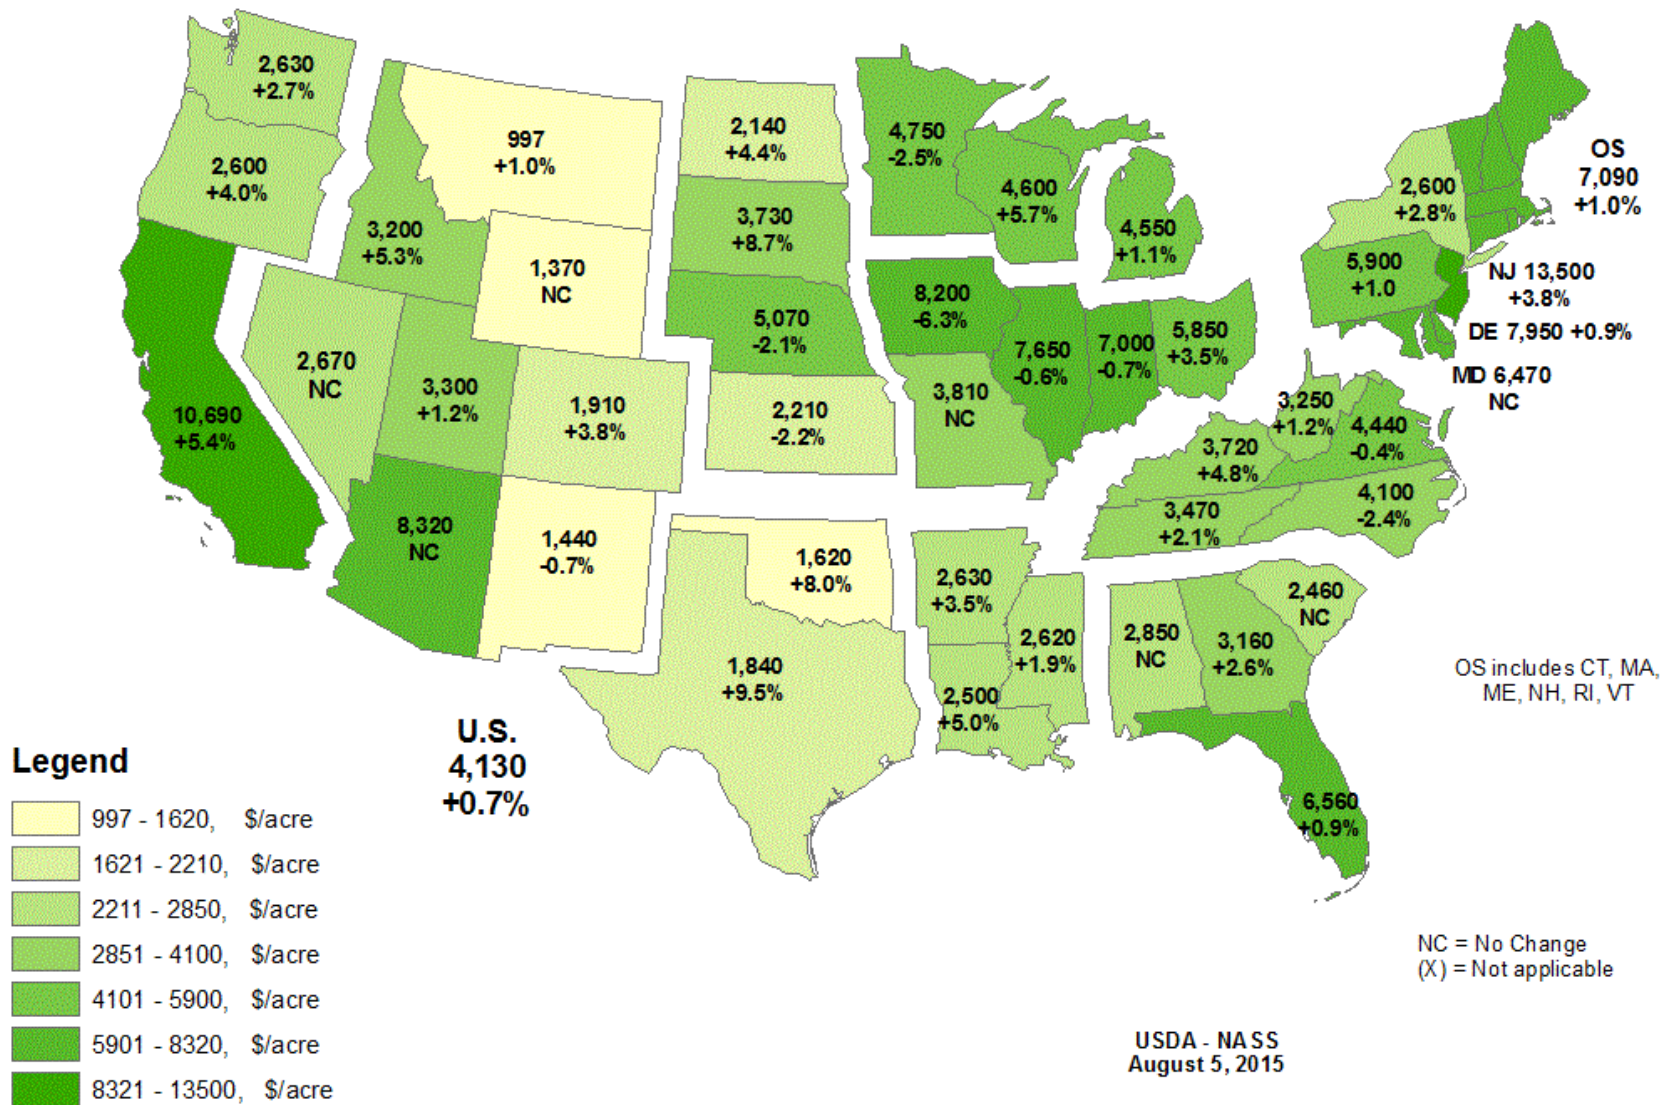 2,630
+2.7%
2,600
+4.0%
10,690
+5.4%
2,670
NC
3,200
+5.3%
997
+1.0%
1,370
NC
3,300
+1.2%
1,910
+3.8%
8,320
NC
1,440
-0.7%
2,140
+4.4%
3,730
+8.7%
5,070
-2.1%
2,210
-2.2%
1,620
+8.0%
1,840
+9.5%
4,750
-2.5%
4,600
+5.7%
4,550
+1.1%
8,200
-6.3%
3,810
NC
7,650
-0.6%
7,000
-0.7%
5,850
+3.5%
2,630
+3.5%
2,500
+5.0%
2,620
+1.9%
2,850
NC
3,160
+2.6%
2,460
NC
6,560
+0.9%
3,720
+4.8%
3,470
+2.1%
3,250
+1.2%
4,440
-0.4%
4,100
-2.4%
2,600
+2.8%
5,900
+1.0
OS
7,090
+1.0%
NJ 13,500
+3.8%
DE 7,950 +0.9%
MD 6,470
NC
OS includes CT, MA,
ME, NH, RI, VT
U.S.
4,130
+0.7%
Legend
997 - 1620, $/acre
1621 - 2210, $/acre
2211 - 2850, $/acre
2851 - 4100, $/acre
4101 - 5900, $/acre
5901 - 8320, $/acre
8321 - 13500, $/acre
NC = No Change
(X) = Not applicable
USDA - NASS
August 5, 2015